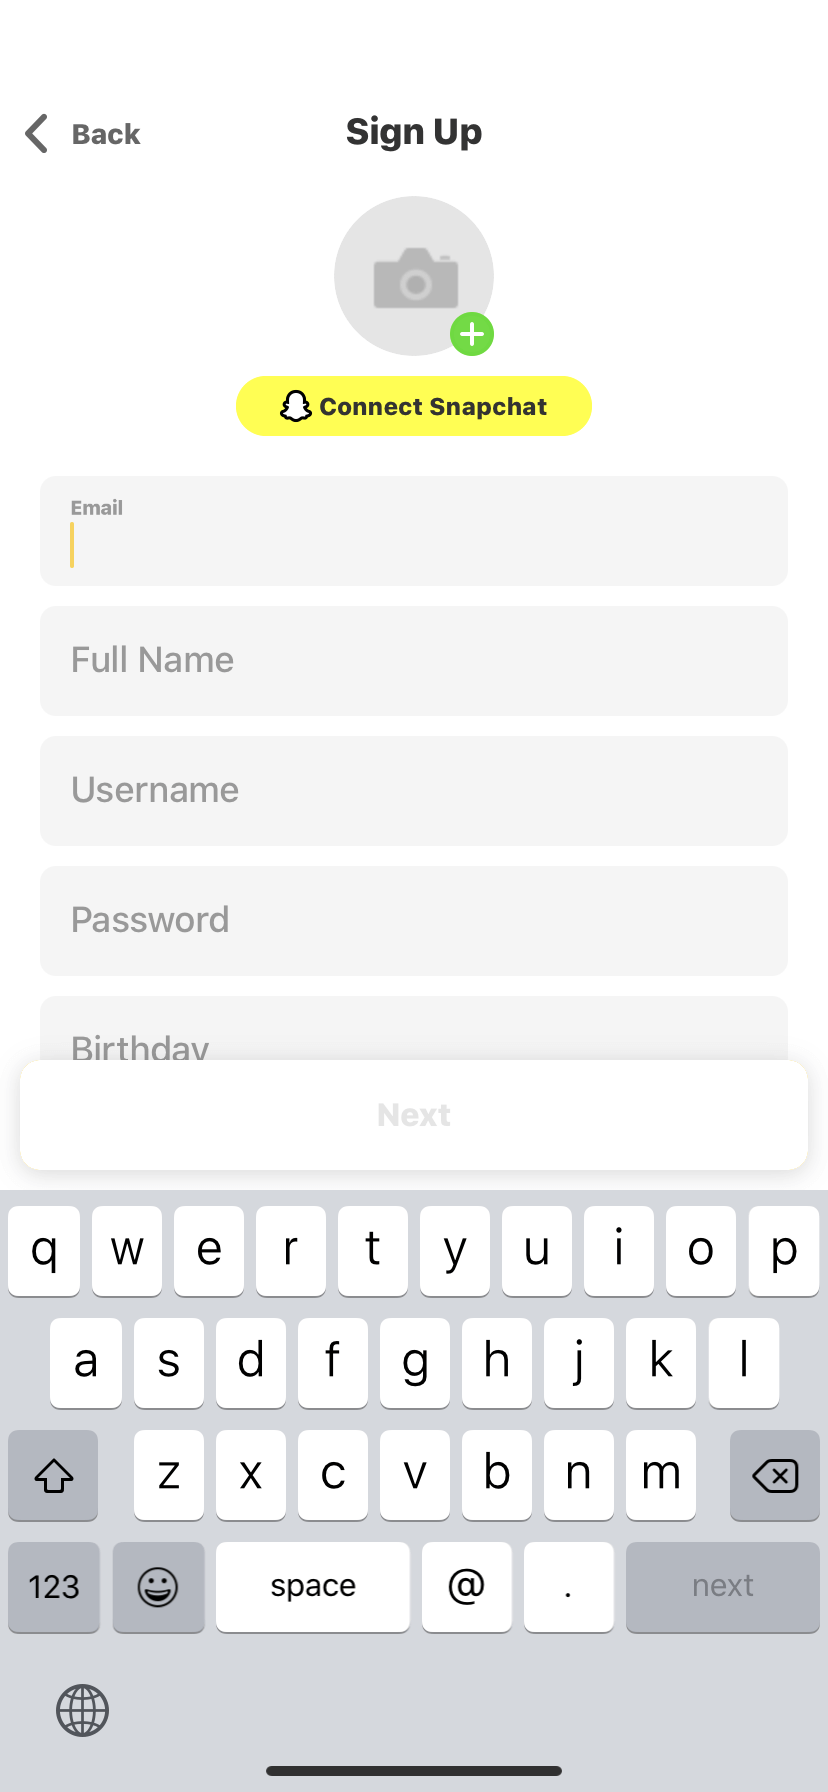 Back
Sign Up
Connect Snapchat
Email
Full Name
Username
Password
Birthday
Next
q w e r t y u i o p
a s d f g h j k l
z x c v b n m
123 space @ . next